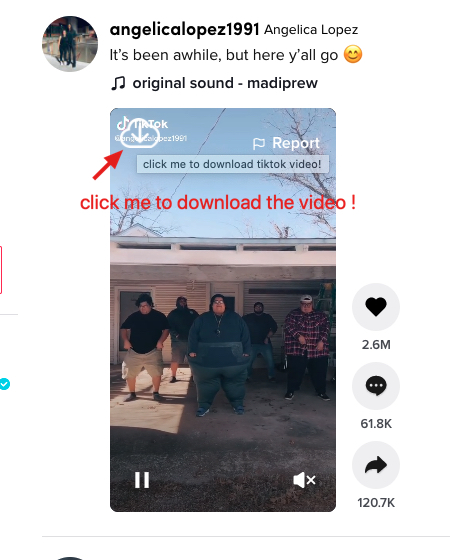 angelicalopez1991 Angelica Lopez
It's been awhile, but here y'all go 😊
original sound - madiprew
TikTok
@angelicalopez1991
Report
click me to download tiktok video!
click me to download the video !
2.6M
61.8K
120.7K